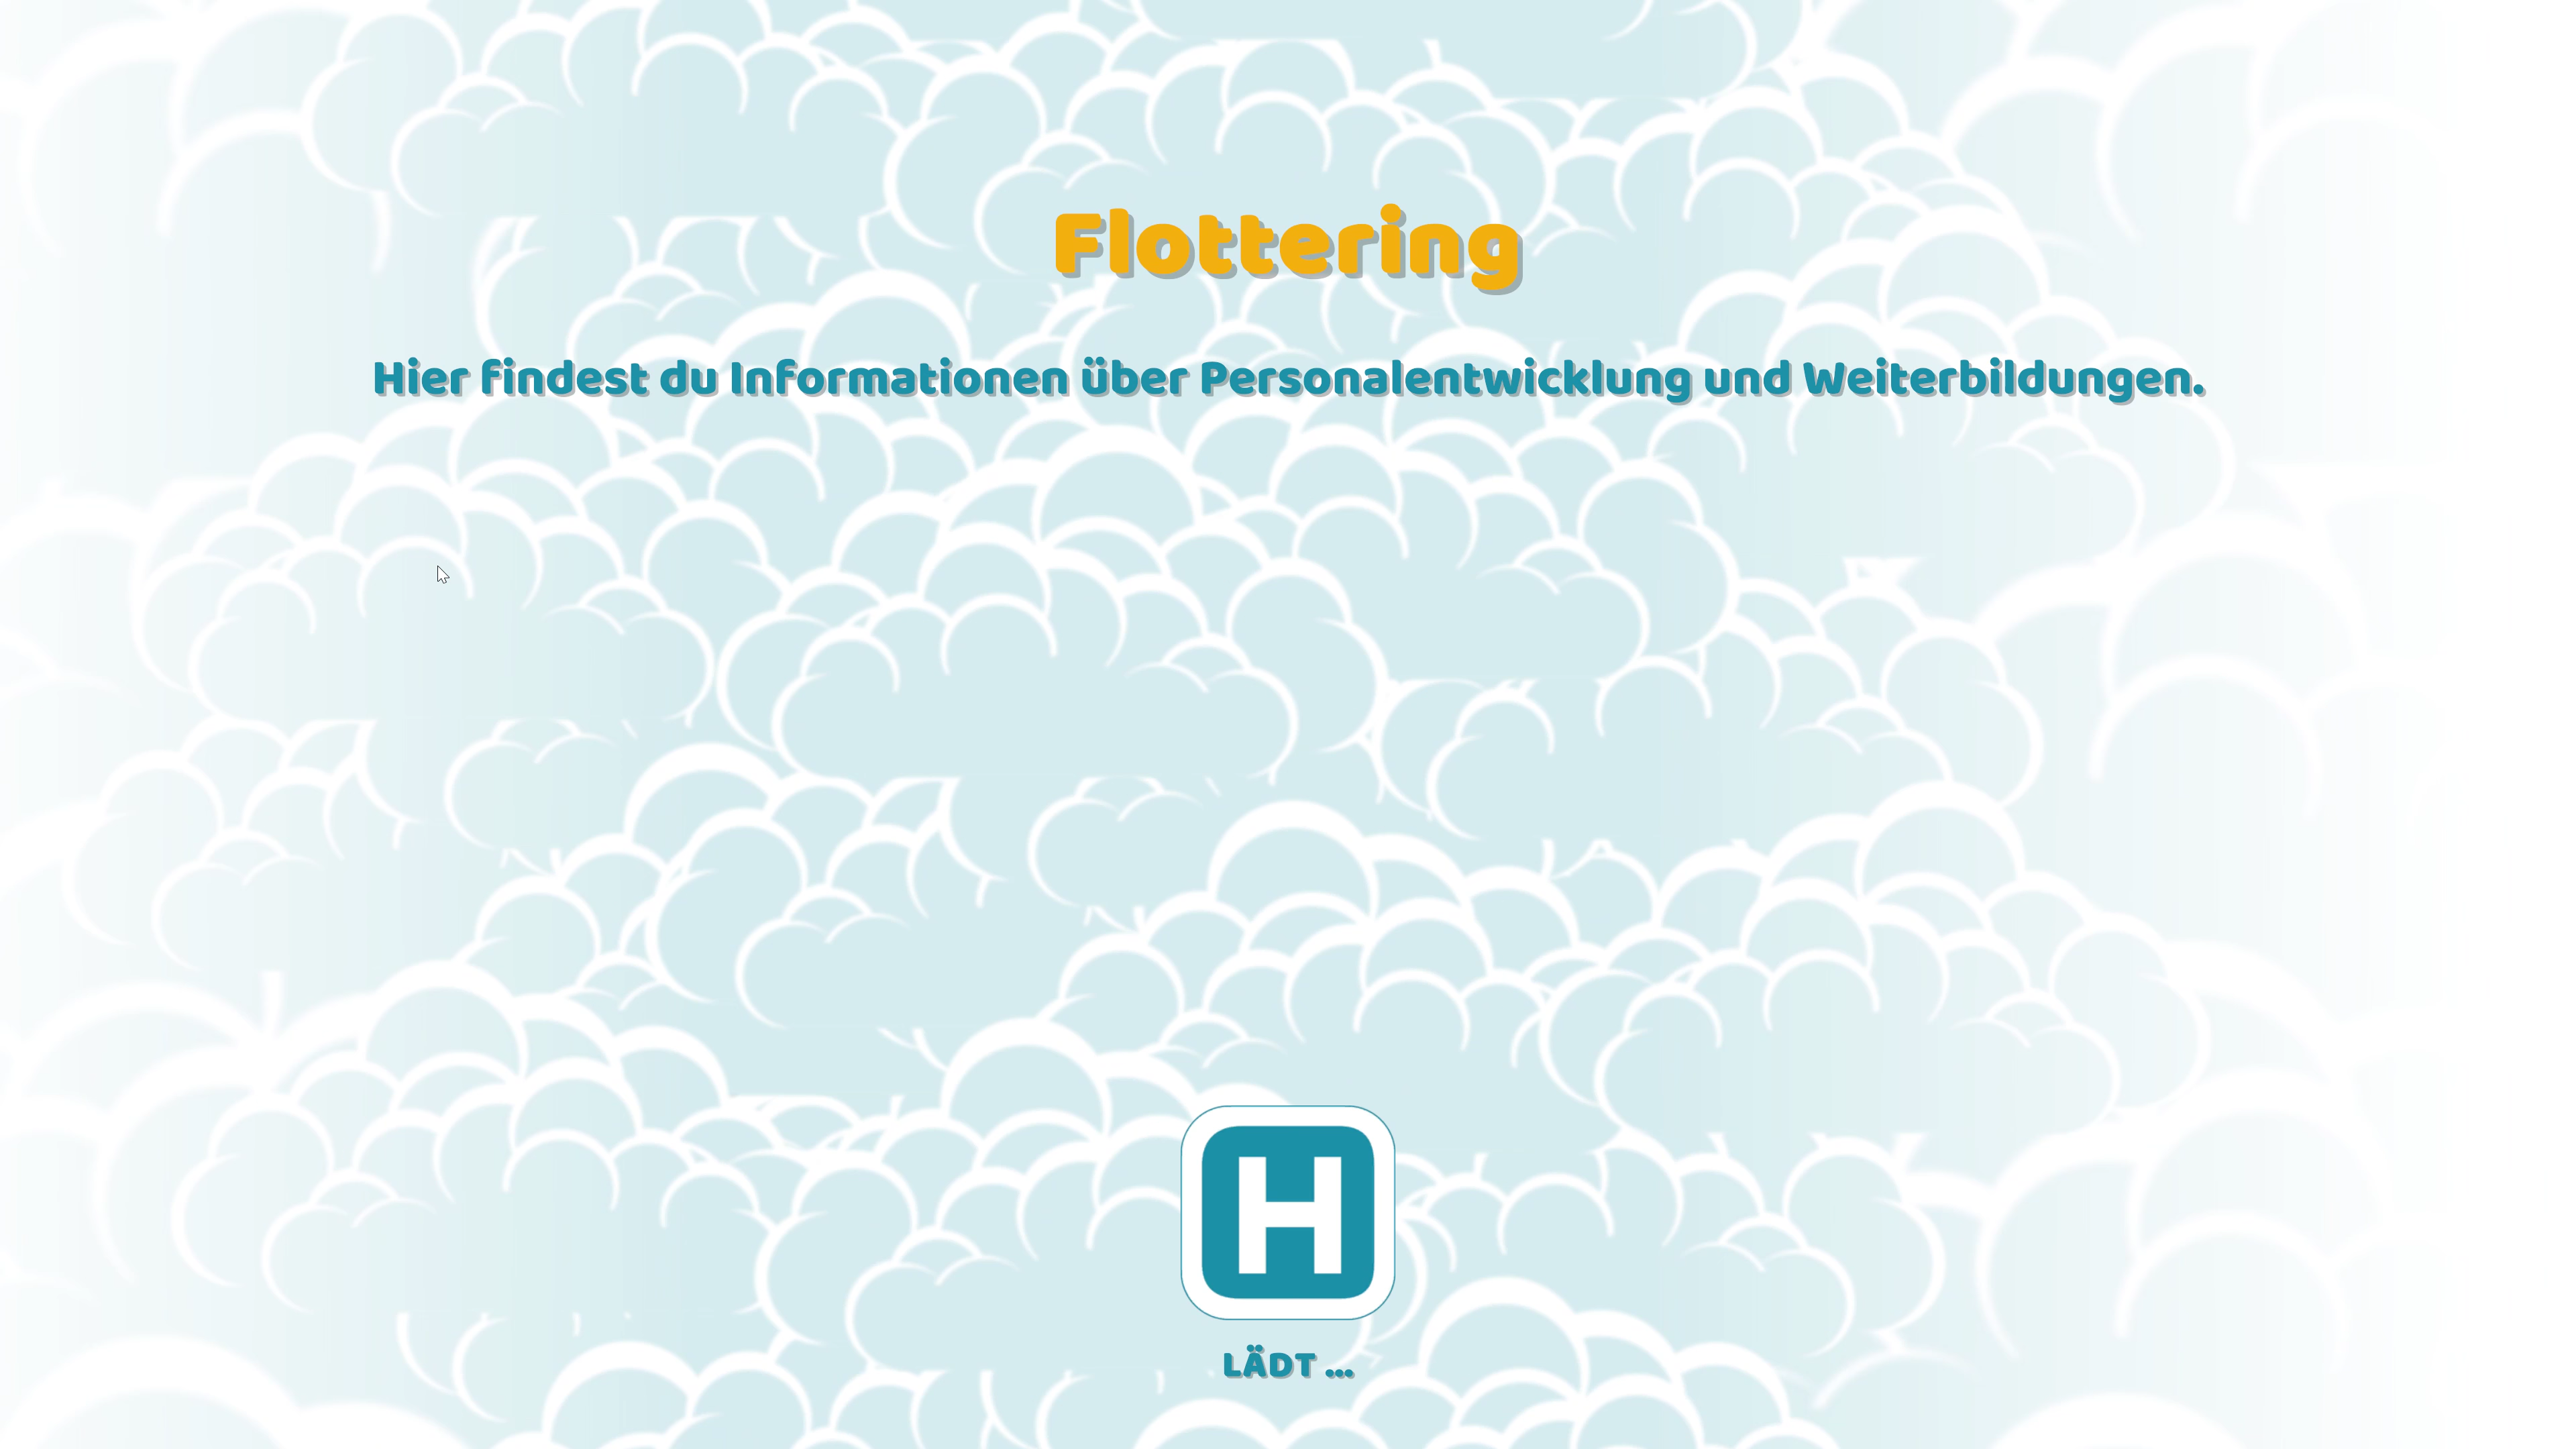 Flottering
Hier findest du Informationen über Personalentwicklung und Weiterbildungen.
H
LÄDT ...